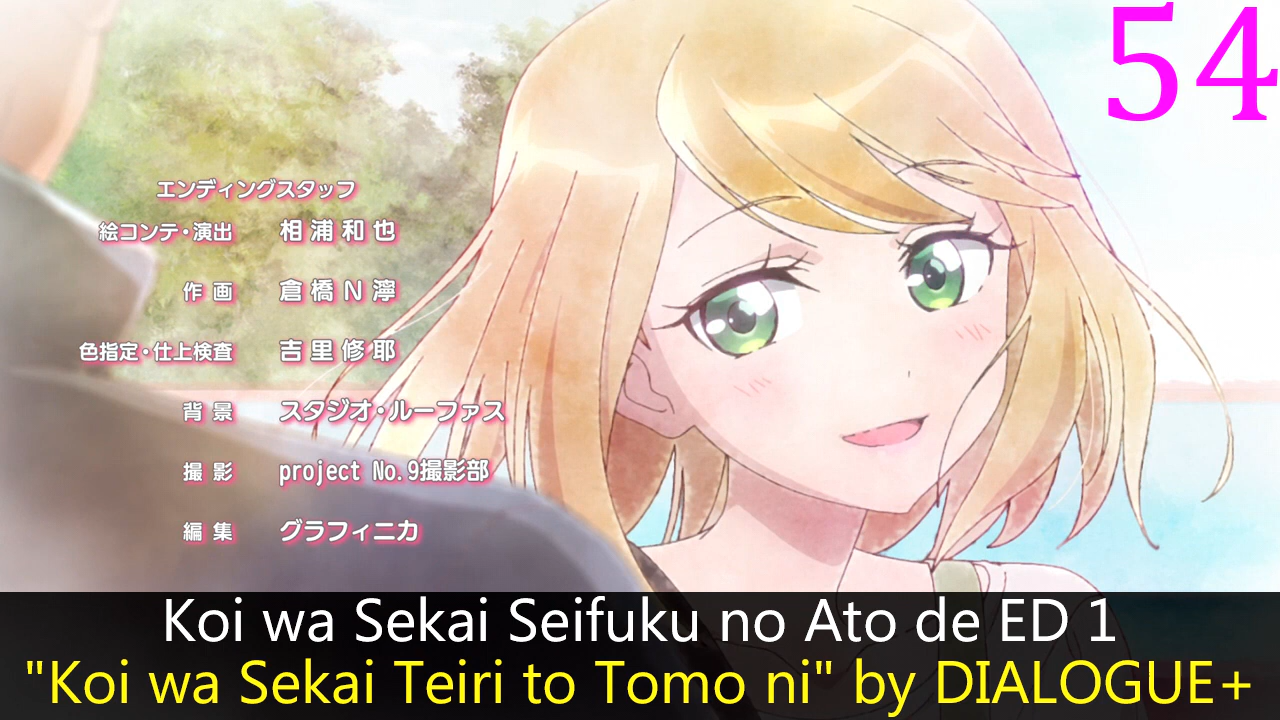 54
エンディングスタッフ
絵コンテ・演出 相浦和也
作画 倉橋N濘
色指定・仕上検査 吉里修耶
背景 スタジオ・ルーファス
撮影 project No.9撮影部
編集 グラフィニカ
Koi wa Sekai Seifuku no Ato de ED 1
"Koi wa Sekai Teiri to Tomo ni" by DIALOGUE+